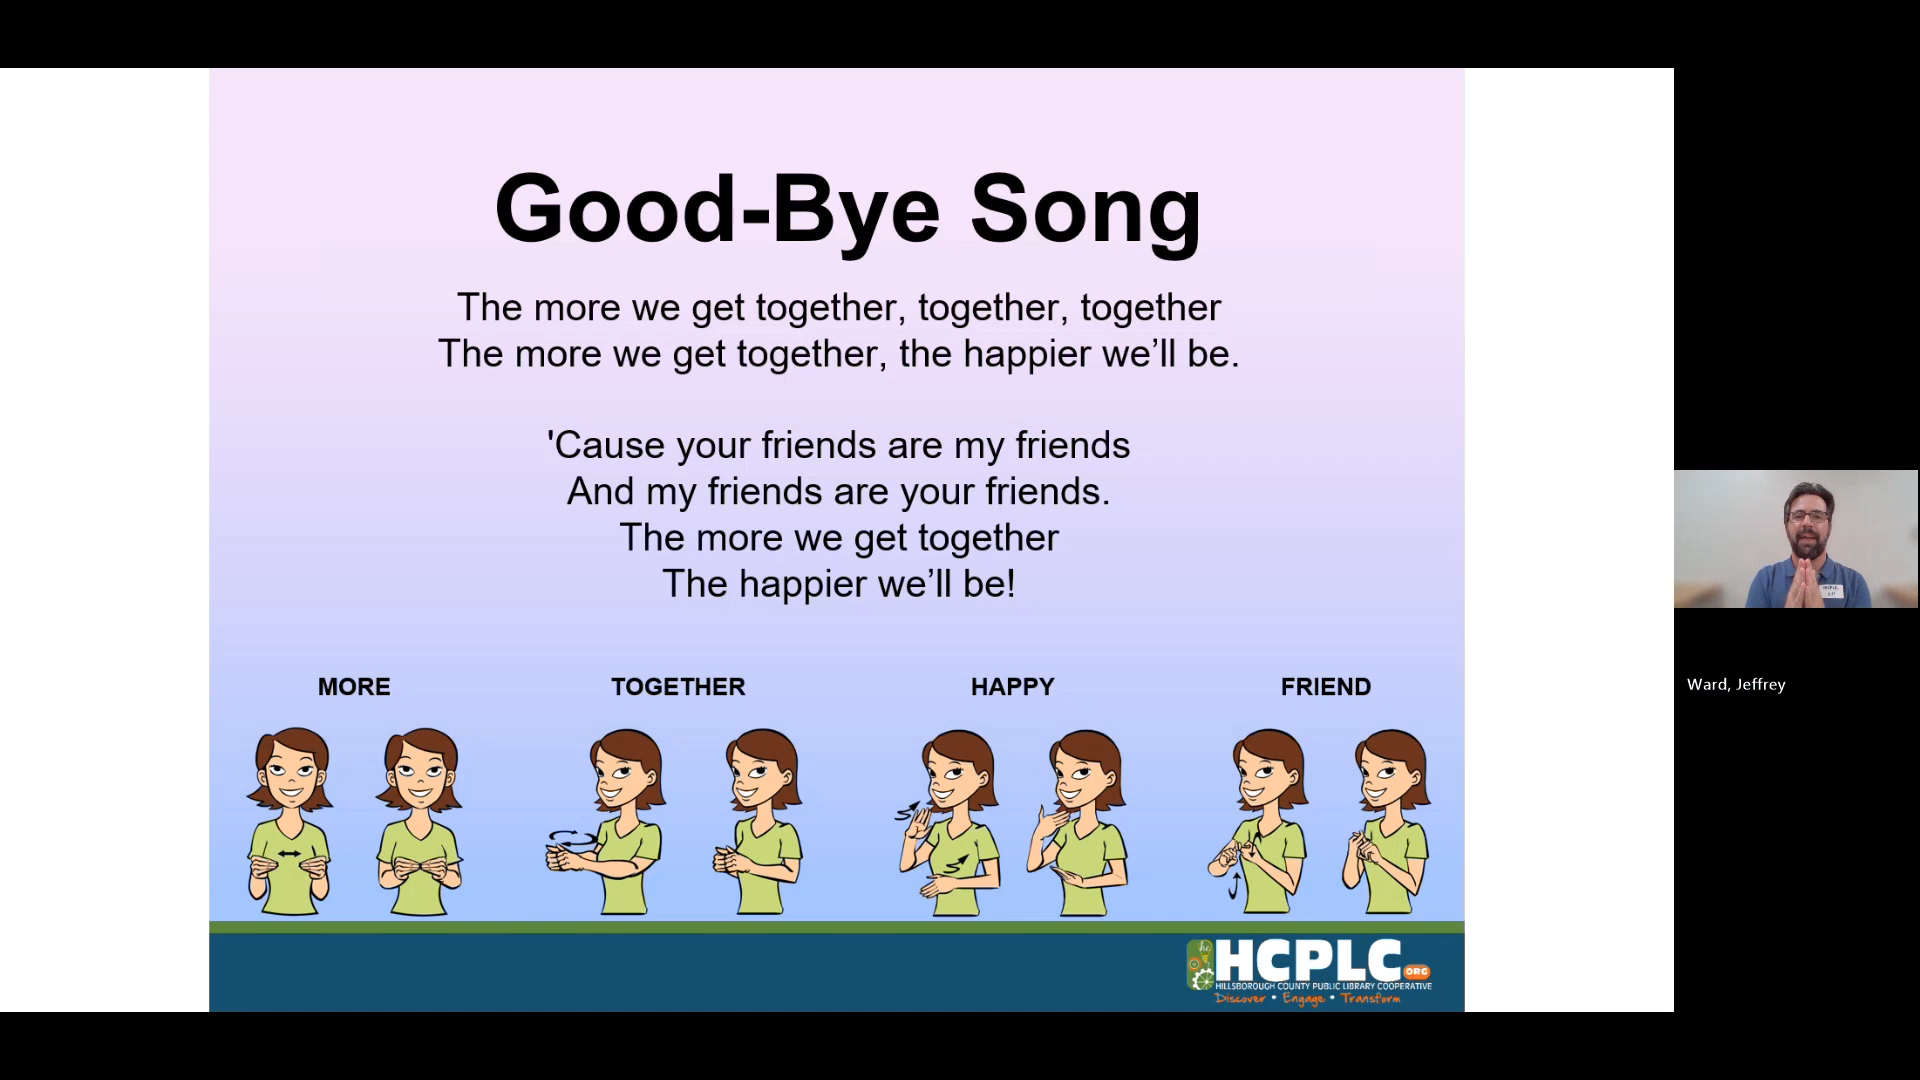 Good-Bye Song
The more we get together, together, together
The more we get together, the happier we’ll be.
'Cause your friends are my friends
And my friends are your friends.
The more we get together
The happier we’ll be!
MORE TOGETHER HAPPY FRIEND
Ward, Jeffrey
hc
HCPLC ORG
HILLSBOROUGH COUNTY PUBLIC LIBRARY COOPERATIVE
Discover • Engage • Transform